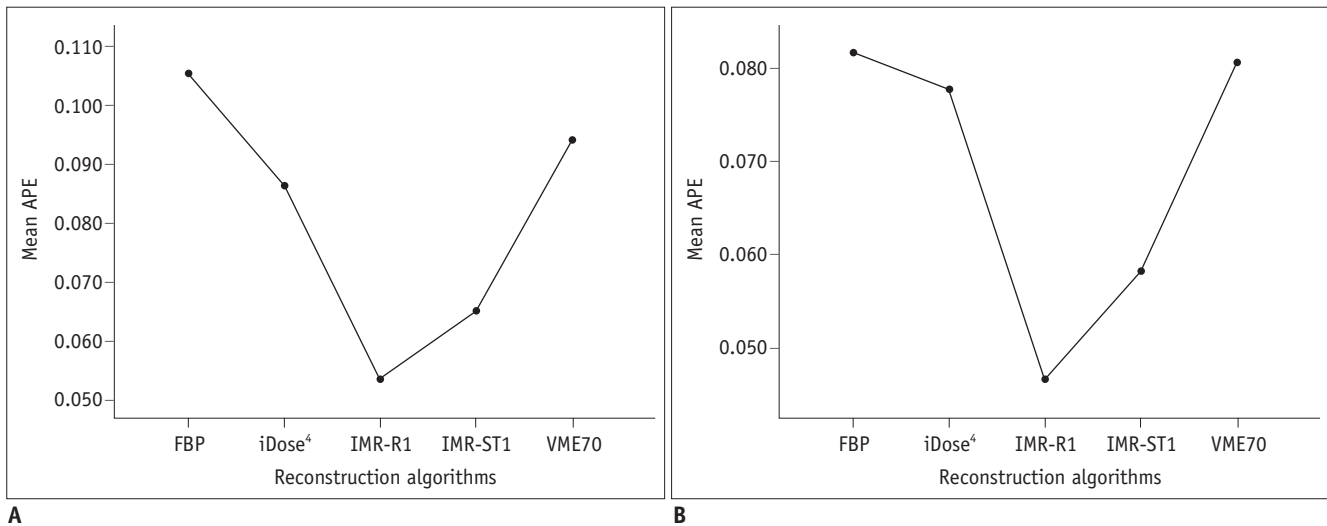 0.110
0.100
0.090
0.080
0.070
0.060
0.050
Mean APE
FBP iDose⁴ IMR-R1 IMR-ST1 VME70
Reconstruction algorithms
A
0.080
0.070
0.060
0.050
Mean APE
FBP iDose⁴ IMR-R1 IMR-ST1 VME70
Reconstruction algorithms
B